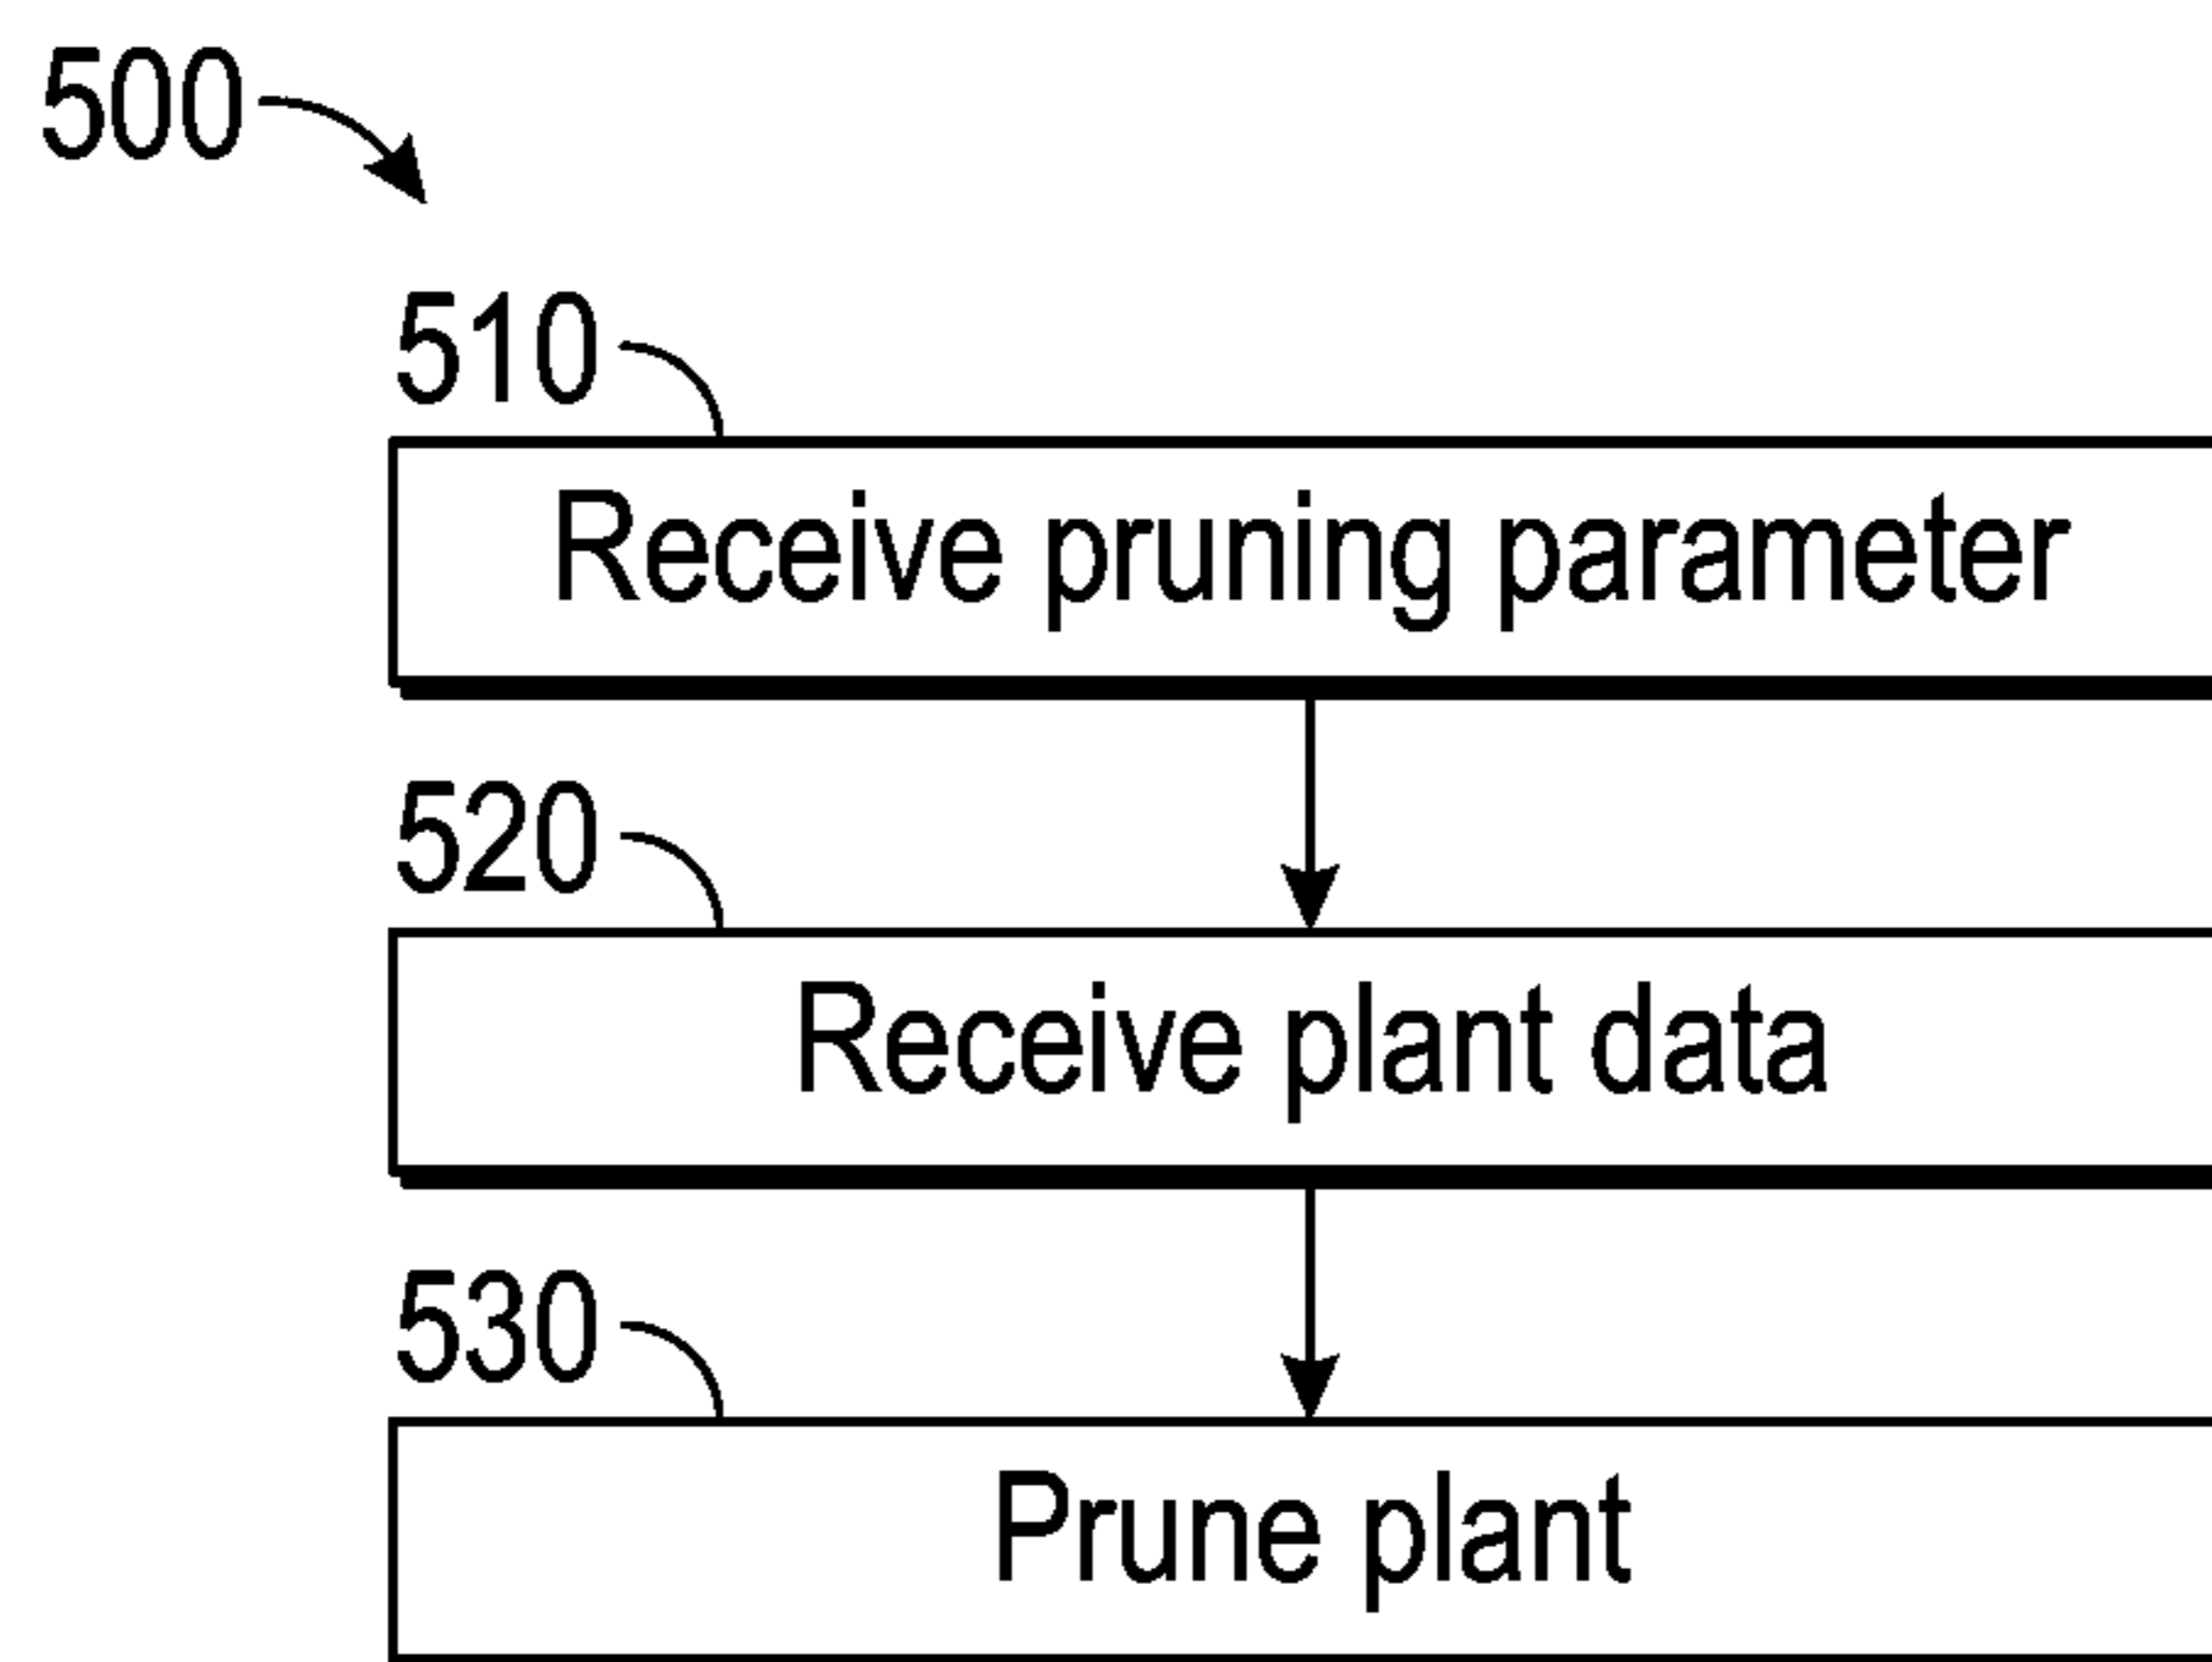 500
510
Receive pruning parameter
520
Receive plant data
530
Prune plant